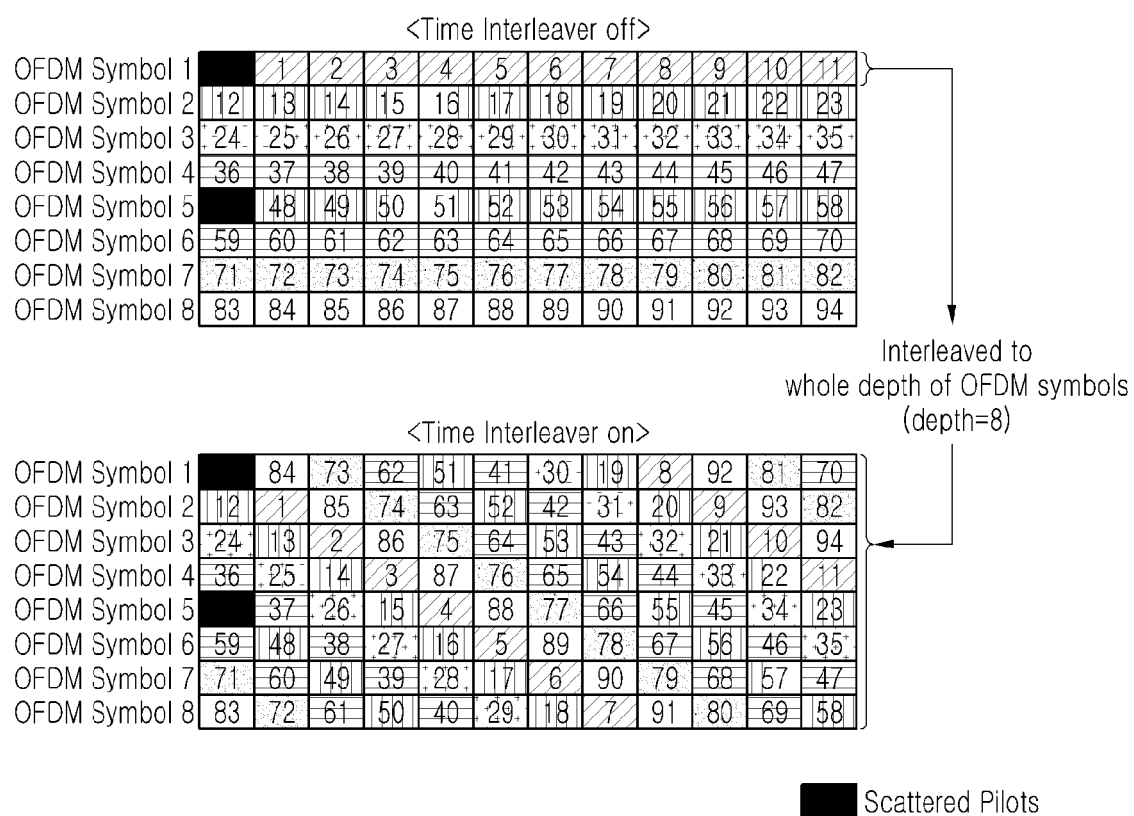 <Time Interleaver off>
OFDM Symbol 1 1 2 3 4 5 6 7 8 9 10 11
OFDM Symbol 2 12 13 14 15 16 17 18 19 20 21 22 23
OFDM Symbol 3 24 25 26 27 28 29 30 31 32 33 34 35
OFDM Symbol 4 36 37 38 39 40 41 42 43 44 45 46 47
OFDM Symbol 5 48 49 50 51 52 53 54 55 56 57 58
OFDM Symbol 6 59 60 61 62 63 64 65 66 67 68 69 70
OFDM Symbol 7 71 72 73 74 75 76 77 78 79 80 81 82
OFDM Symbol 8 83 84 85 86 87 88 89 90 91 92 93 94
Interleaved to
whole depth of OFDM symbols
(depth=8)
<Time Interleaver on>
OFDM Symbol 1 84 73 62 51 41 30 19 8 92 81 70
OFDM Symbol 2 12 1 85 74 63 52 42 31 20 9 93 82
OFDM Symbol 3 24 13 2 86 75 64 53 43 32 21 10 94
OFDM Symbol 4 36 25 14 3 87 76 65 54 44 33 22 11
OFDM Symbol 5 37 26 15 4 88 77 66 55 45 34 23
OFDM Symbol 6 59 48 38 27 16 5 89 78 67 56 46 35
OFDM Symbol 7 71 60 49 39 28 17 6 90 79 68 57 47
OFDM Symbol 8 83 72 61 50 40 29 18 7 91 80 69 58
Scattered Pilots